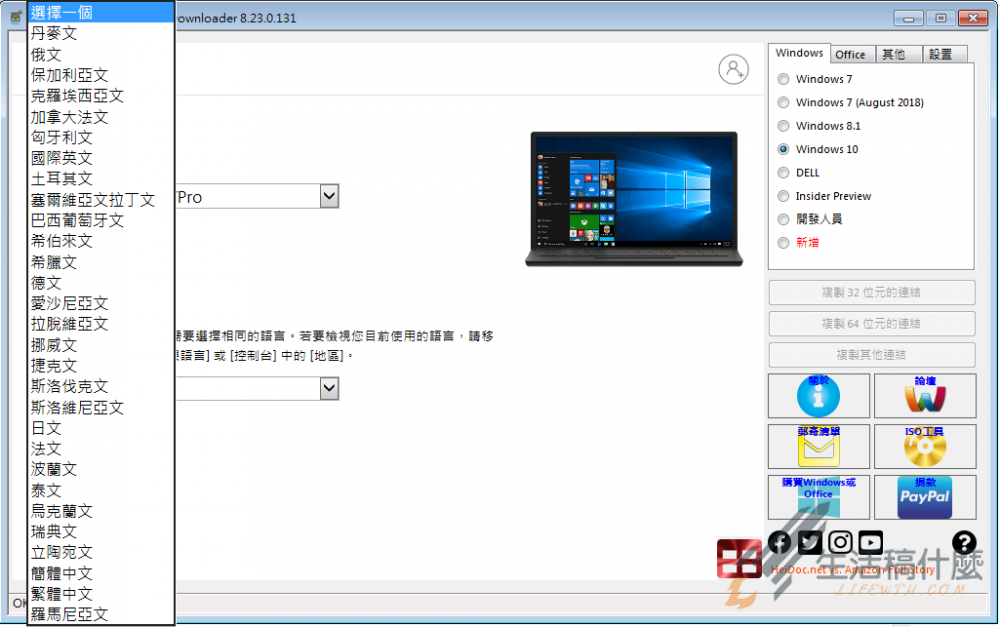 選擇一個
丹麥文
俄文
保加利亞文
克羅埃西亞文
加拿大法文
匈牙利文
國際英文
土耳其文
塞爾維亞文拉丁文
巴西葡萄牙文
希伯來文
希臘文
德文
愛沙尼亞文
拉脫維亞文
挪威文
捷克文
斯洛伐克文
斯洛維尼亞文
日文
法文
波蘭文
泰文
烏克蘭文
瑞典文
立陶宛文
簡體中文
繁體中文
羅馬尼亞文
ownloader 8.23.0.131
/Pro
要選擇相同的語言。若要檢視您目前使用的語言，請移
語言] 或 [控制台] 中的 [地區]。
OK
Windows
Office
其他
設置
Windows 7
Windows 7 (August 2018)
Windows 8.1
Windows 10
DELL
Insider Preview
開發人員
新增
複製 32 位元的連結
複製 64 位元的連結
複製其他連結
關於
論壇
郵寄清單
ISO工具
購買Windows或
Office
捐款
PayPal
HeiDoc.net vs. Amazon Full Story
生活稿什麼
LIFEWTH.COM